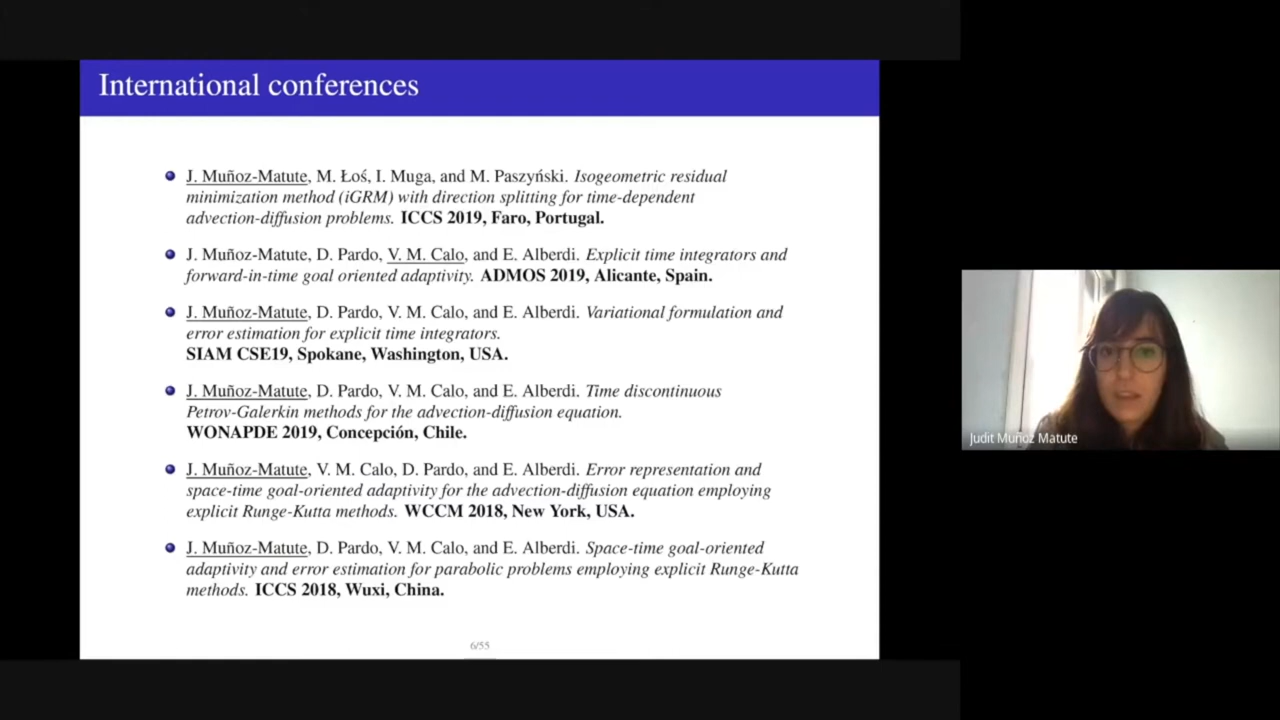 International conferences
J. Muñoz-Matute, M. Łoś, I. Muga, and M. Paszyński. Isogeometric residual
minimization method (iGRM) with direction splitting for time-dependent
advection-diffusion problems. ICCS 2019, Faro, Portugal.
J. Muñoz-Matute, D. Pardo, V. M. Calo, and E. Alberdi. Explicit time integrators and
forward-in-time goal oriented adaptivity. ADMOS 2019, Alicante, Spain.
J. Muñoz-Matute, D. Pardo, V. M. Calo, and E. Alberdi. Variational formulation and
error estimation for explicit time integrators.
SIAM CSE19, Spokane, Washington, USA.
J. Muñoz-Matute, D. Pardo, V. M. Calo, and E. Alberdi. Time discontinuous
Petrov-Galerkin methods for the advection-diffusion equation.
WONAPDE 2019, Concepción, Chile.
J. Muñoz-Matute, V. M. Calo, D. Pardo, and E. Alberdi. Error representation and
space-time goal-oriented adaptivity for the advection-diffusion equation employing
explicit Runge-Kutta methods. WCCM 2018, New York, USA.
J. Muñoz-Matute, D. Pardo, V. M. Calo, and E. Alberdi. Space-time goal-oriented
adaptivity and error estimation for parabolic problems employing explicit Runge-Kutta
methods. ICCS 2018, Wuxi, China.
6/55
Judit Muñoz Matute